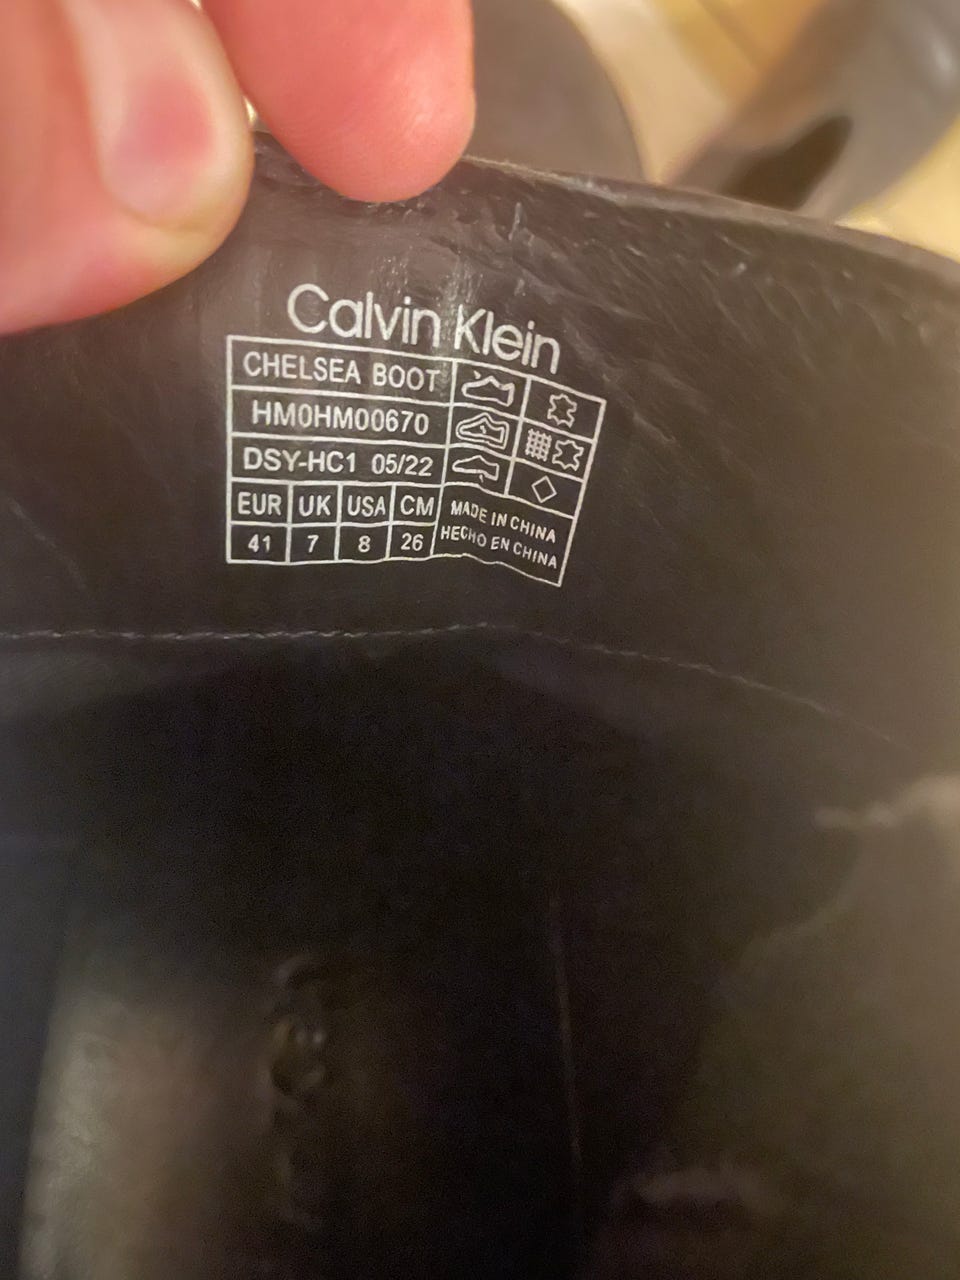 Calvin Klein
CHELSEA BOOT
HM0HM00670
DSY-HC1 05/22
EUR UK USA CM
41 7 8 26
MADE IN CHINA
HECHO EN CHINA